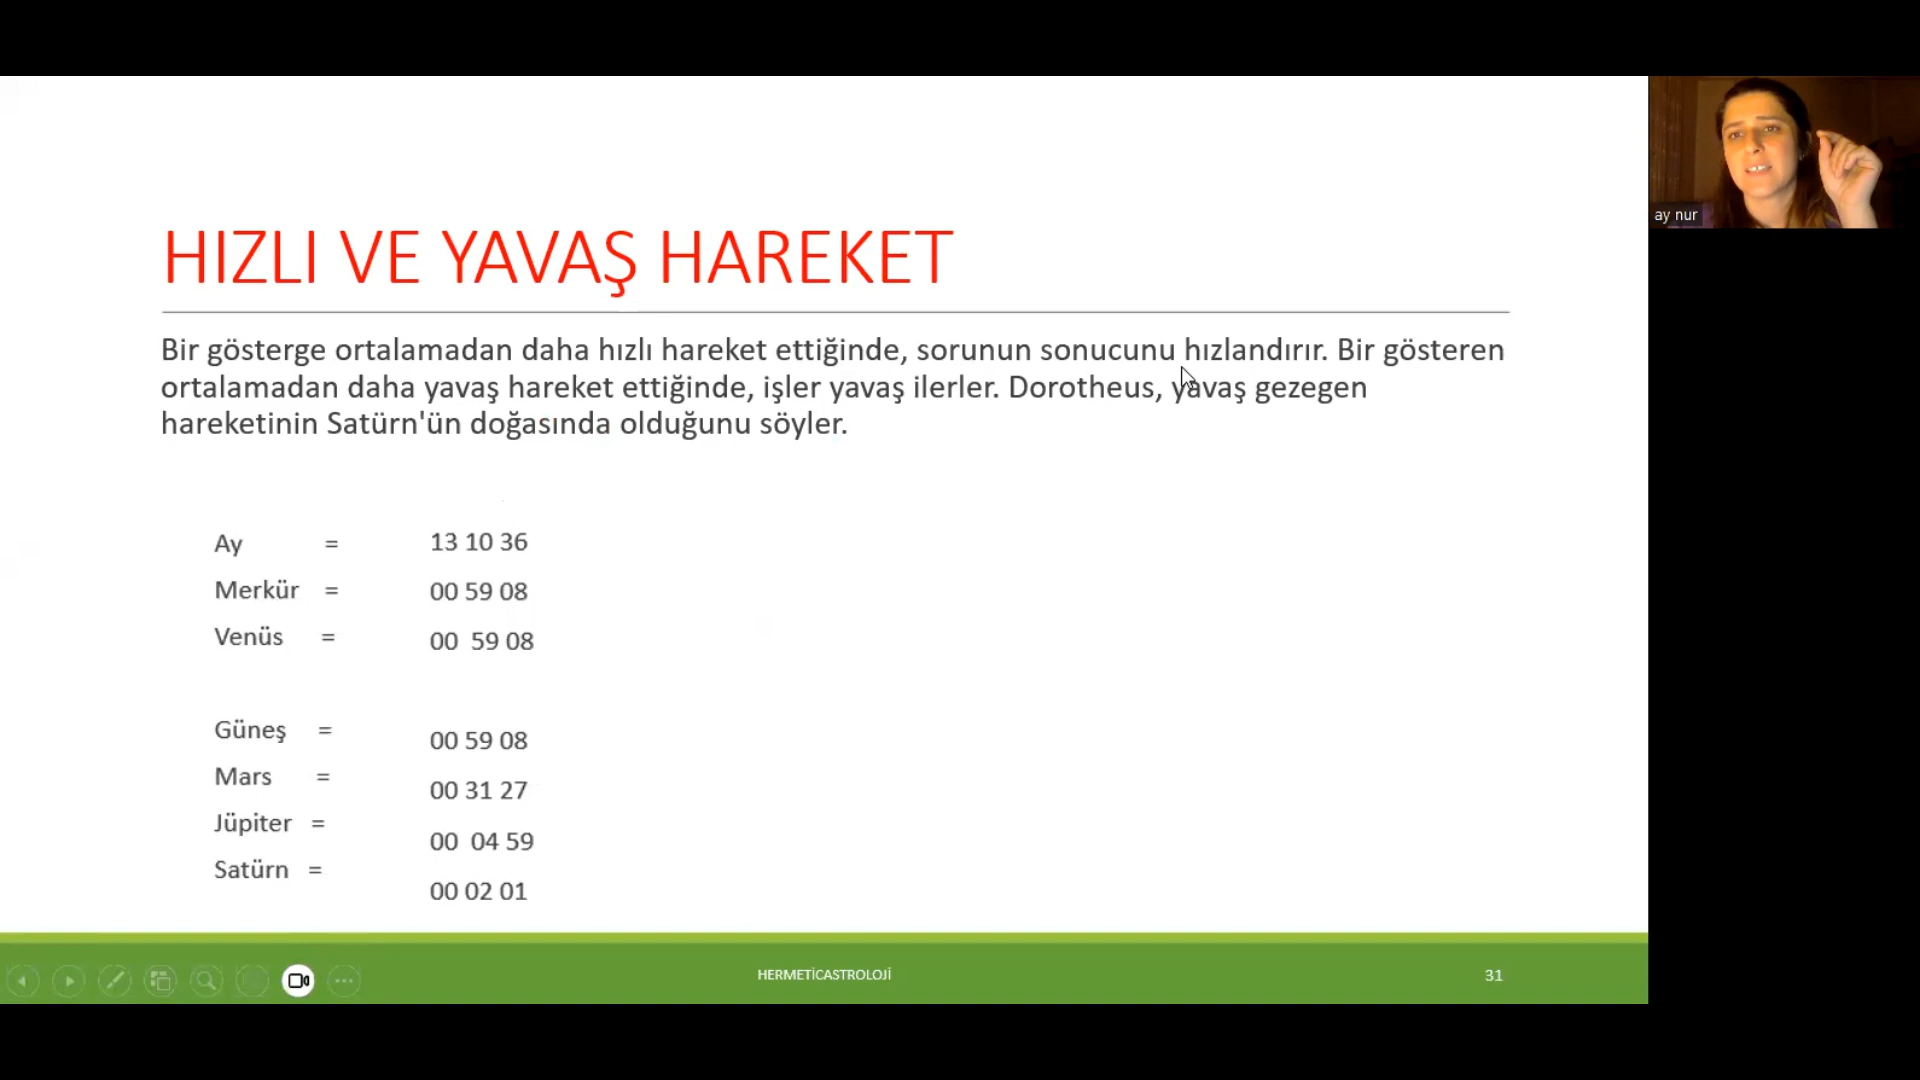 ay nur
HIZLI VE YAVAŞ HAREKET
Bir gösterge ortalamadan daha hızlı hareket ettiğinde, sorunun sonucunu hızlandırır. Bir gösteren
ortalamadan daha yavaş hareket ettiğinde, işler yavaş ilerler. Dorotheus, yavaş gezegen
hareketinin Satürn'ün doğasında olduğunu söyler.
Ay = 13 10 36
Merkür = 00 59 08
Venüs = 00 59 08
Güneş = 00 59 08
Mars = 00 31 27
Jüpiter = 00 04 59
Satürn = 00 02 01
HERMETİCASTROLOJİ
31